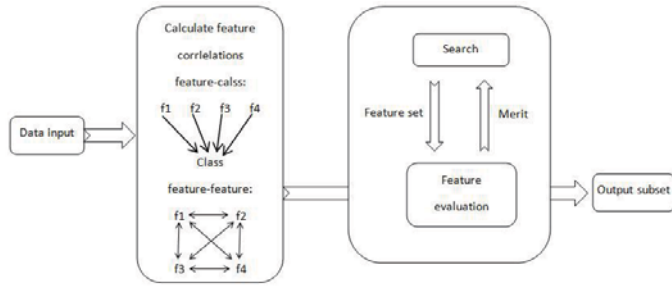 Data input
Calculate feature
corrlelations
feature-calss:
f1 f2 f3 f4
Class
feature-feature:
f1 f2
f3 f4
Search
Feature set
Merit
Feature
evaluation
Output subset